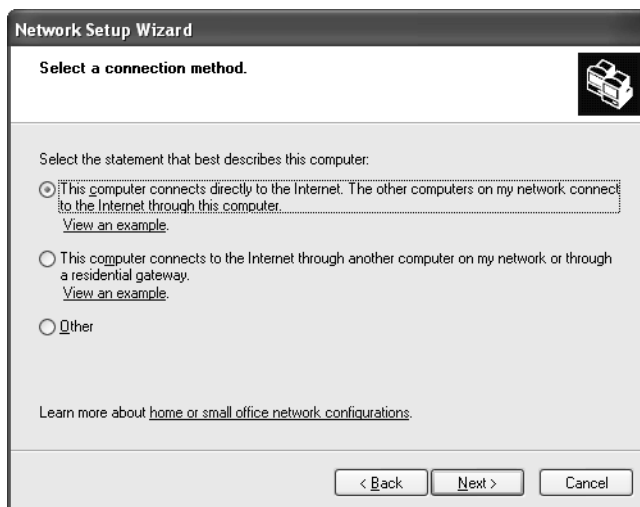 Network Setup Wizard
Select a connection method.
Select the statement that best describes this computer:
This computer connects directly to the Internet. The other computers on my network connect
to the Internet through this computer.
View an example.
This computer connects to the Internet through another computer on my network or through
a residential gateway.
View an example.
Other
Learn more about home or small office network configurations.
< Back
Next >
Cancel